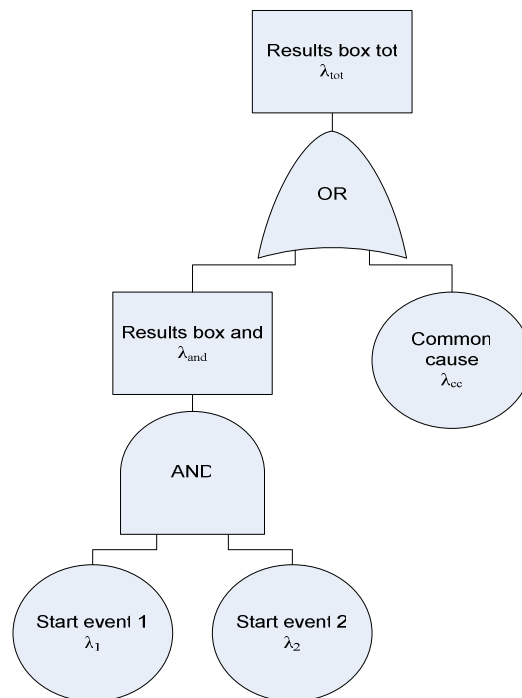 Results box tot
λtot
OR
Results box and
λand
Common
cause
λcc
AND
Start event 1
λ1
Start event 2
λ2